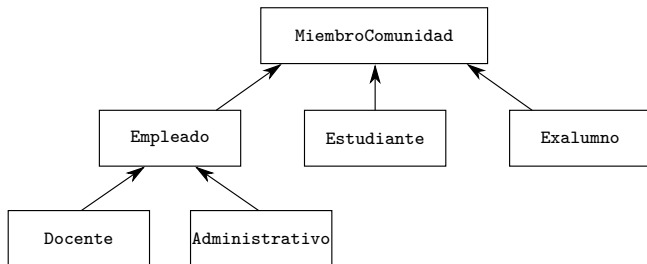 MiembroComunidad
Empleado
Estudiante
Exalumno
Docente
Administrativo